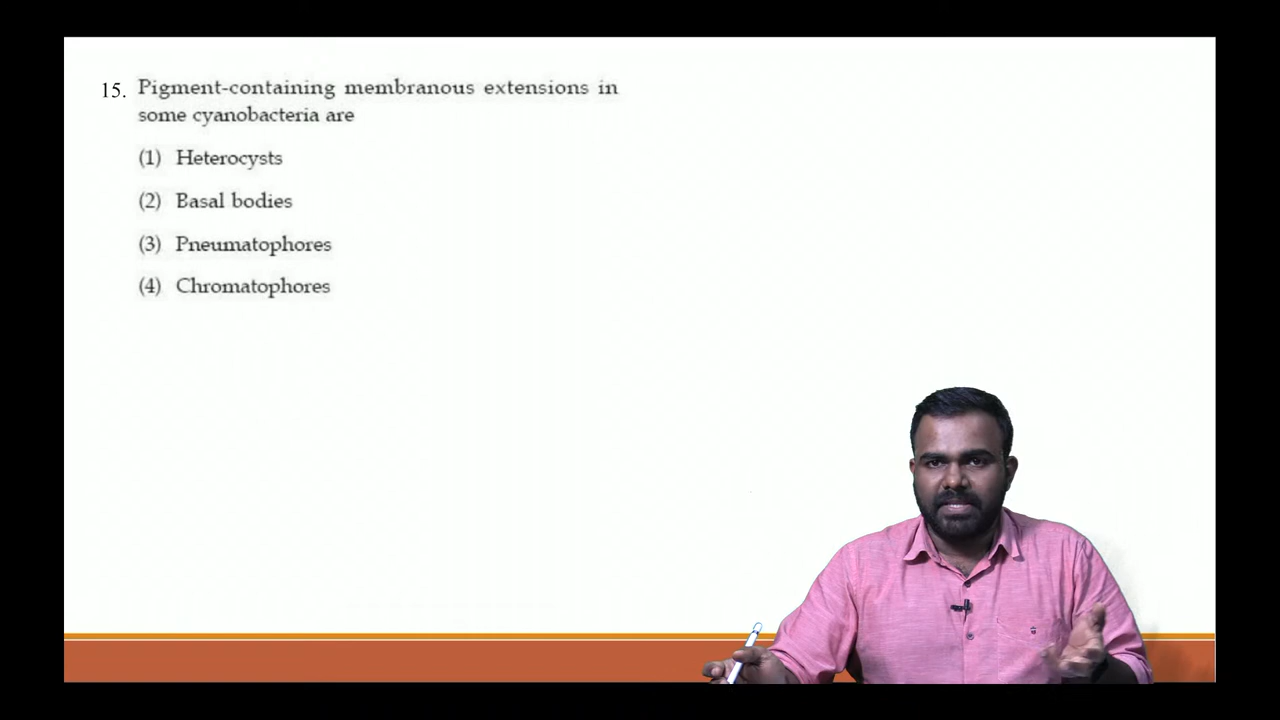 15. Pigment-containing membranous extensions in
some cyanobacteria are
(1) Heterocysts
(2) Basal bodies
(3) Pneumatophores
(4) Chromatophores